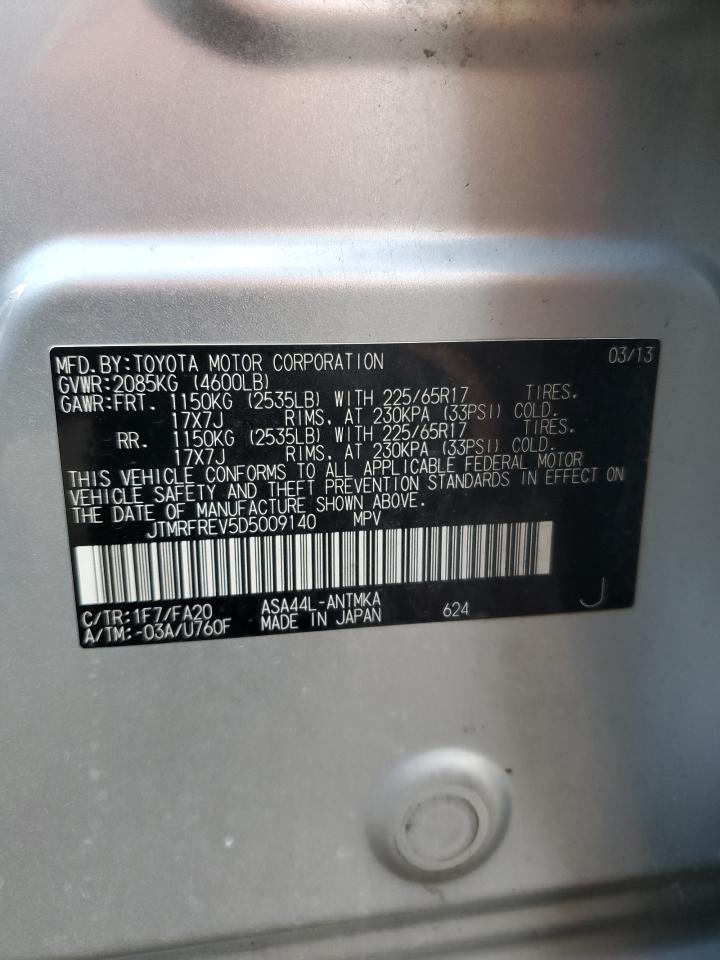 MFD.BY:TOYOTA MOTOR CORPORATION 03/13
GVWR:2085KG (4600LB)
GAWR:FRT. 1150KG (2535LB) WITH 225/65R17 TIRES.
17X7J RIMS, AT 230KPA (33PSI) COLD.
RR. 1150KG (2535LB) WITH 225/65R17 TIRES.
17X7J RIMS, AT 230KPA (33PSI) COLD.
THIS VEHICLE CONFORMS TO ALL APPLICABLE FEDERAL MOTOR
VEHICLE SAFETY AND THEFT PREVENTION STANDARDS IN EFFECT ON
THE DATE OF MANUFACTURE SHOWN ABOVE.
JTMRFREV5D5009140 MPV
C/TR:1F7/FA20 ASA44L-ANTMKA 624 J
A/TM:-03A/U760F MADE IN JAPAN